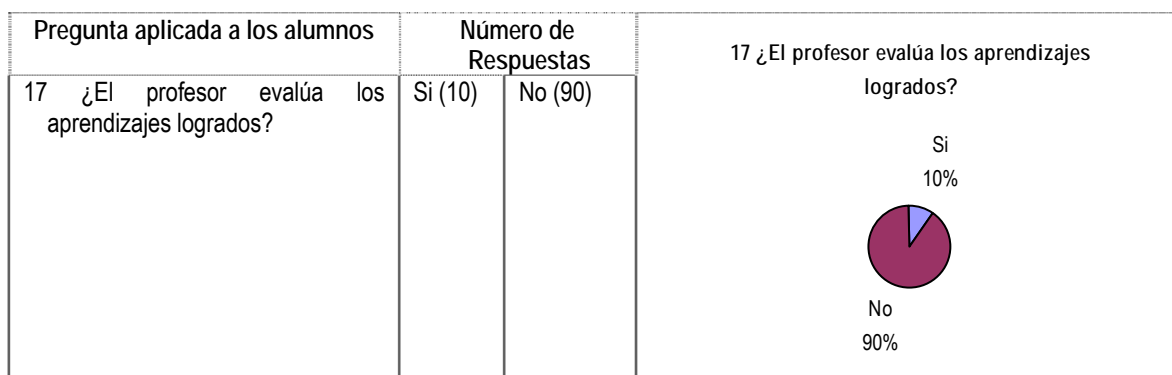 Pregunta aplicada a los alumnos
Número de
Respuestas
17 ¿El profesor evalúa los
aprendizajes logrados?
Si (10)
No (90)
17 ¿El profesor evalúa los aprendizajes
logrados?
Si
10%
No
90%